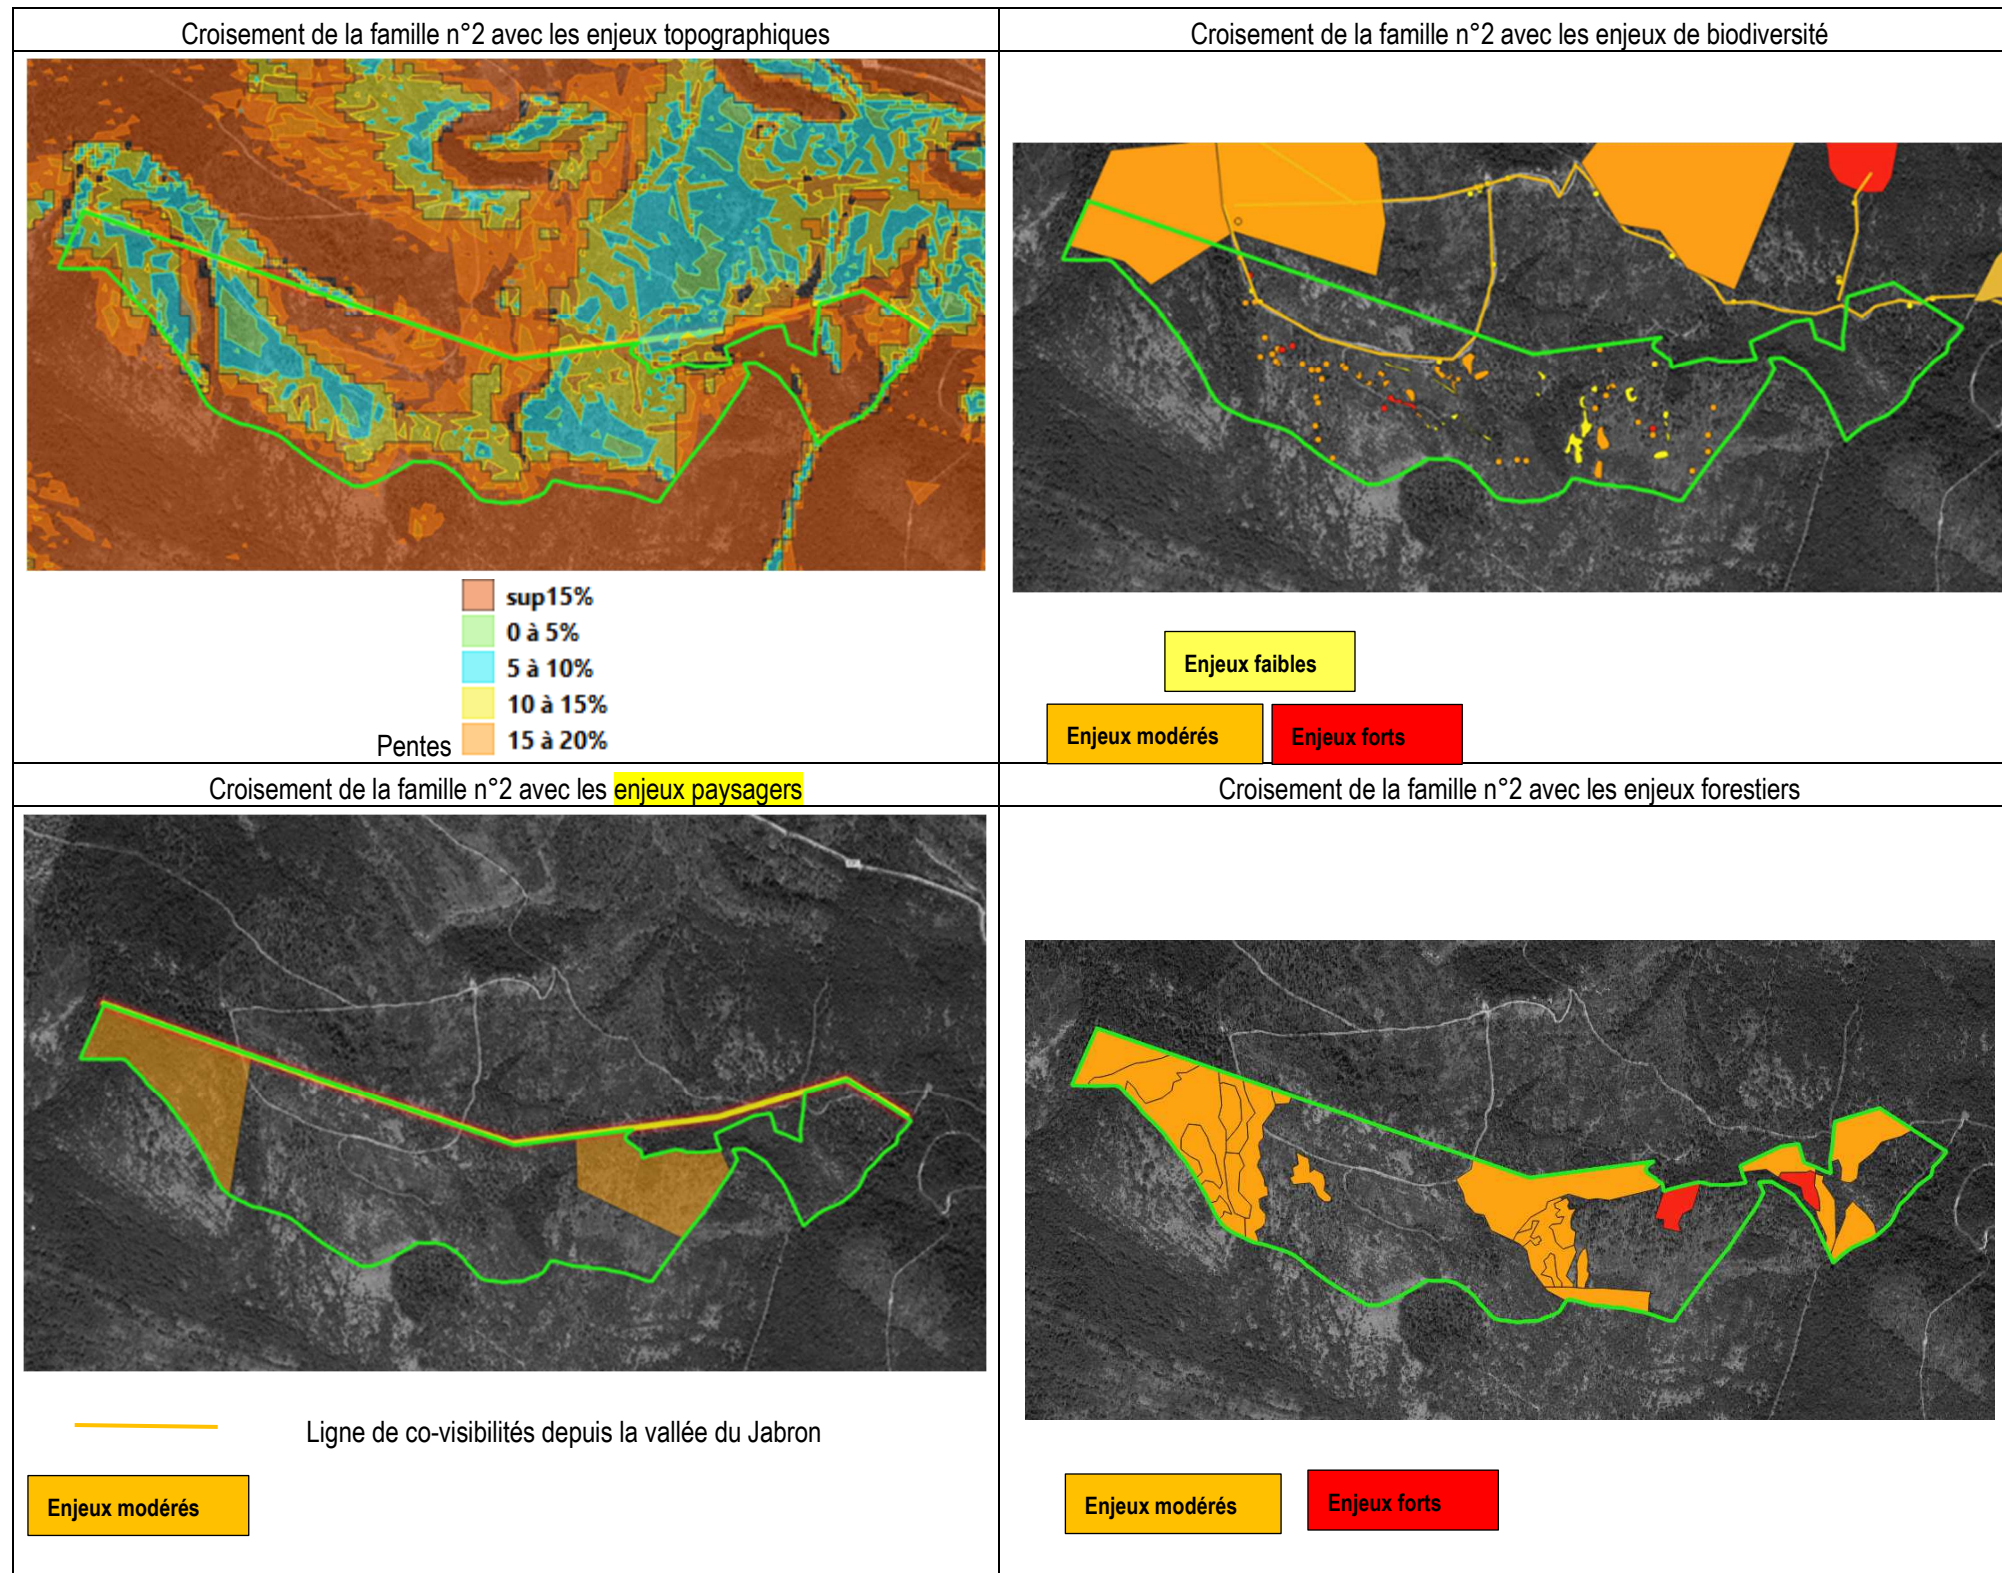 Croisement de la famille n°2 avec les enjeux topographiques
Croisement de la famille n°2 avec les enjeux de biodiversité
sup15%
0 à 5%
5 à 10%
10 à 15%
Pentes 15 à 20%
Enjeux faibles
Enjeux modérés
Enjeux forts
Croisement de la famille n°2 avec les enjeux paysagers
Croisement de la famille n°2 avec les enjeux forestiers
Ligne de co-visibilités depuis la vallée du Jabron
Enjeux modérés
Enjeux modérés
Enjeux forts